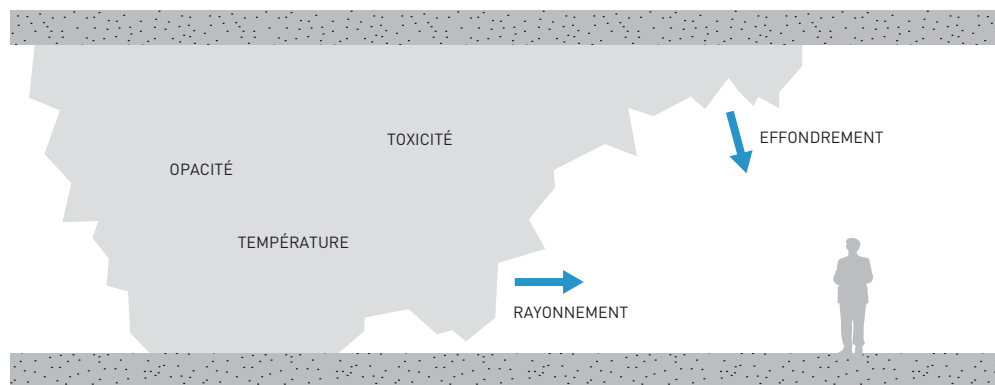 TOXICITÉ
EFFONDREMENT
OPACITÉ
TEMPÉRATURE
RAYONNEMENT